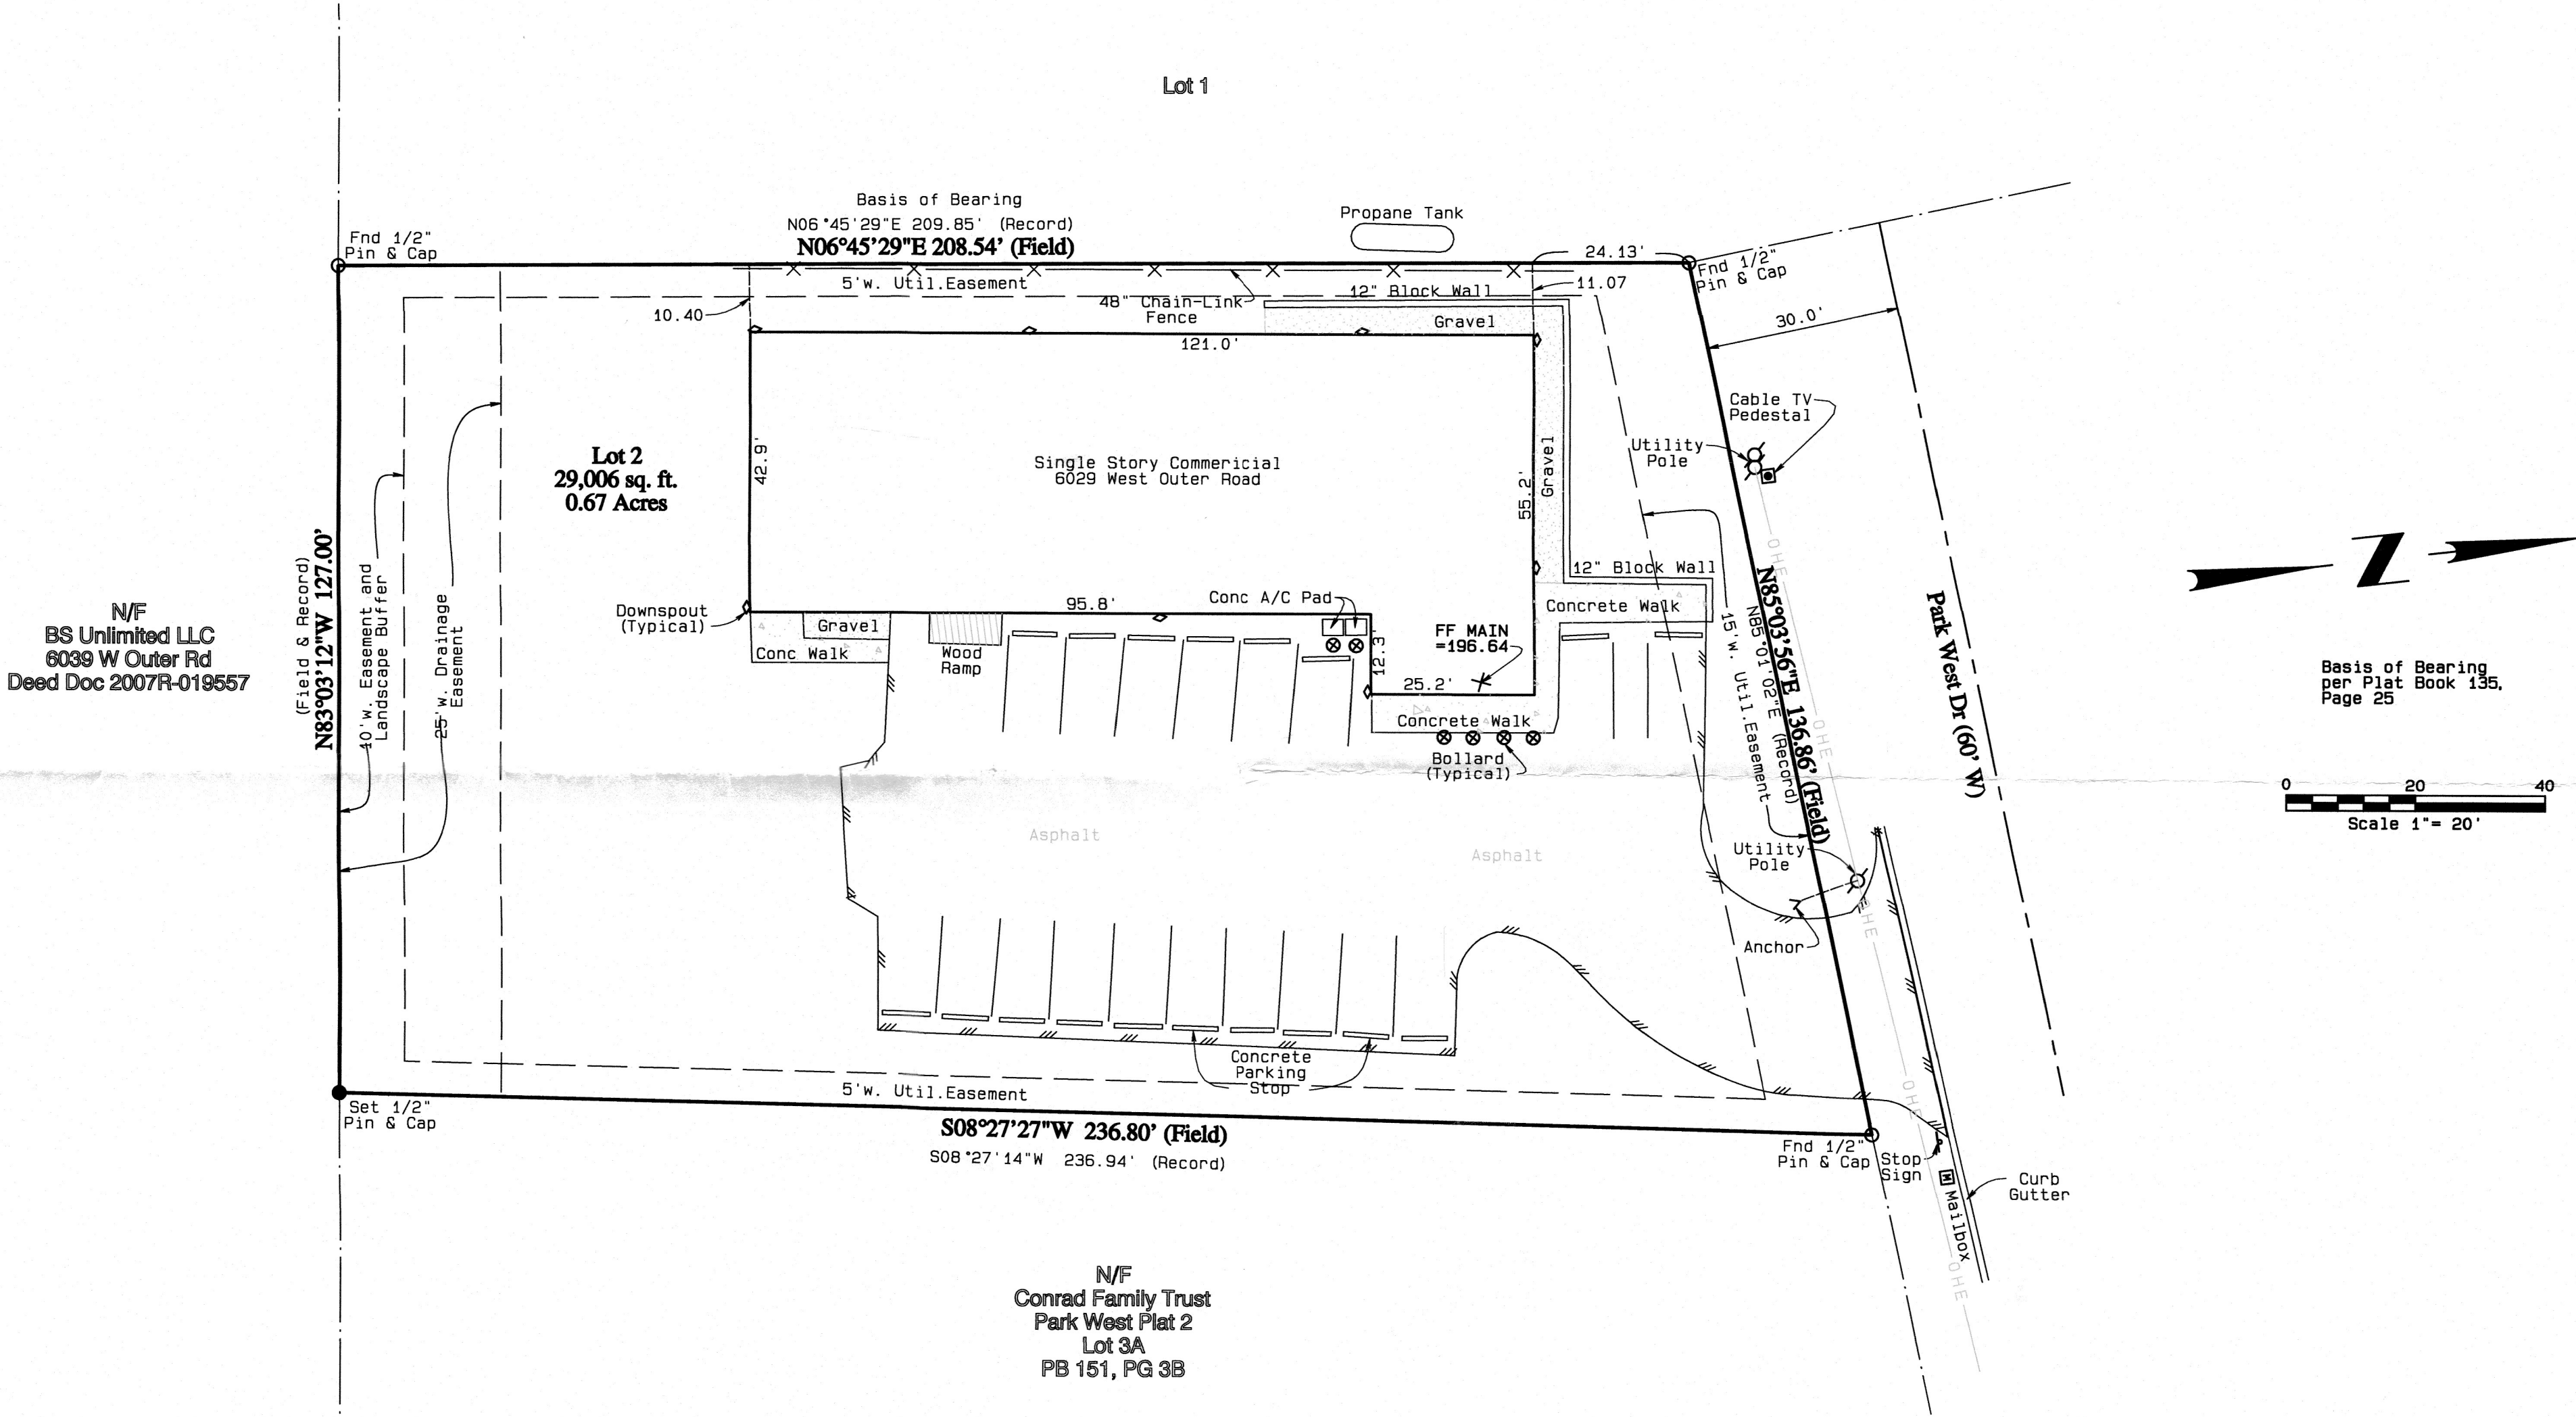 Lot 1
Basis of Bearing
N06°45'29"E 209.85' (Record)
N06°45'29"E 208.54' (Field)
Propane Tank
24.13'
Fnd 1/2"
Pin & Cap
Fnd 1/2"
Pin & Cap
5'w. Util.Easement
48" Chain-Link
Fence
12" Block Wall
11.07
10.40
Gravel
121.0'
30.0'
Cable TV
Pedestal
Utility
Pole
42.9'
Single Story Commericial
6029 West Outer Road
55.2'
Gravel
Lot 2
29,006 sq. ft.
0.67 Acres
N/F
BS Unlimited LLC
6039 W Outer Rd
Deed Doc 2007R-019557
(Field & Record)
N83°03'12"W 127.00'
10'w. Easement and
Landscape Buffer
25'w. Drainage
Easement
Downspout
(Typical)
95.8'
Conc A/C Pad
12" Block Wall
Concrete Walk
Gravel
Conc Walk
Wood
Ramp
12.3'
FF MAIN
=196.64
25.2'
Concrete Walk
Bollard
(Typical)
OHE
N85°03'56"E 136.86' (Field)
N85°01'02"E (Record)
15'w. Util.Easement
OHE
Park West Dr (60' W)
Z
Basis of Bearing
per Plat Book 135,
Page 25
0 20 40
Scale 1"= 20'
Asphalt
Asphalt
Utility
Pole
OHE
Anchor
Concrete
Parking
Stop
5'w. Util.Easement
OHE
Set 1/2"
Pin & Cap
S08°27'27"W 236.80' (Field)
S08°27'14"W 236.94' (Record)
Fnd 1/2"
Pin & Cap
Stop
Sign
M
Mailbox
Curb
Gutter
OHE
N/F
Conrad Family Trust
Park West Plat 2
Lot 3A
PB 151, PG 3B